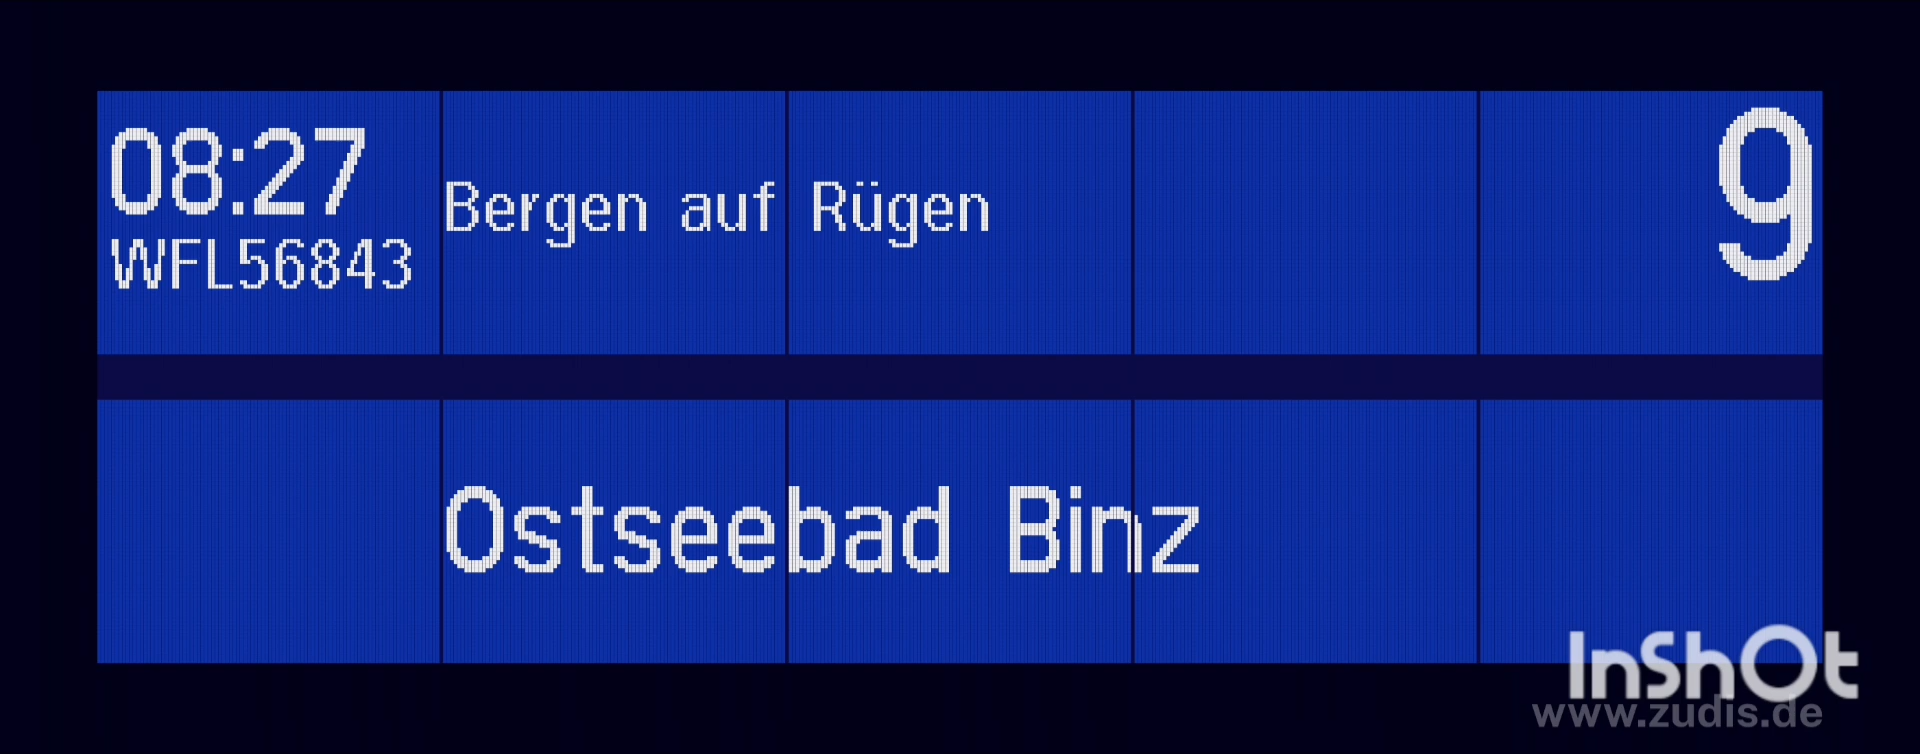 08:27
Bergen auf Rügen
9
WFL56843
Ostseebad Binz
InShOt
www.zudis.de